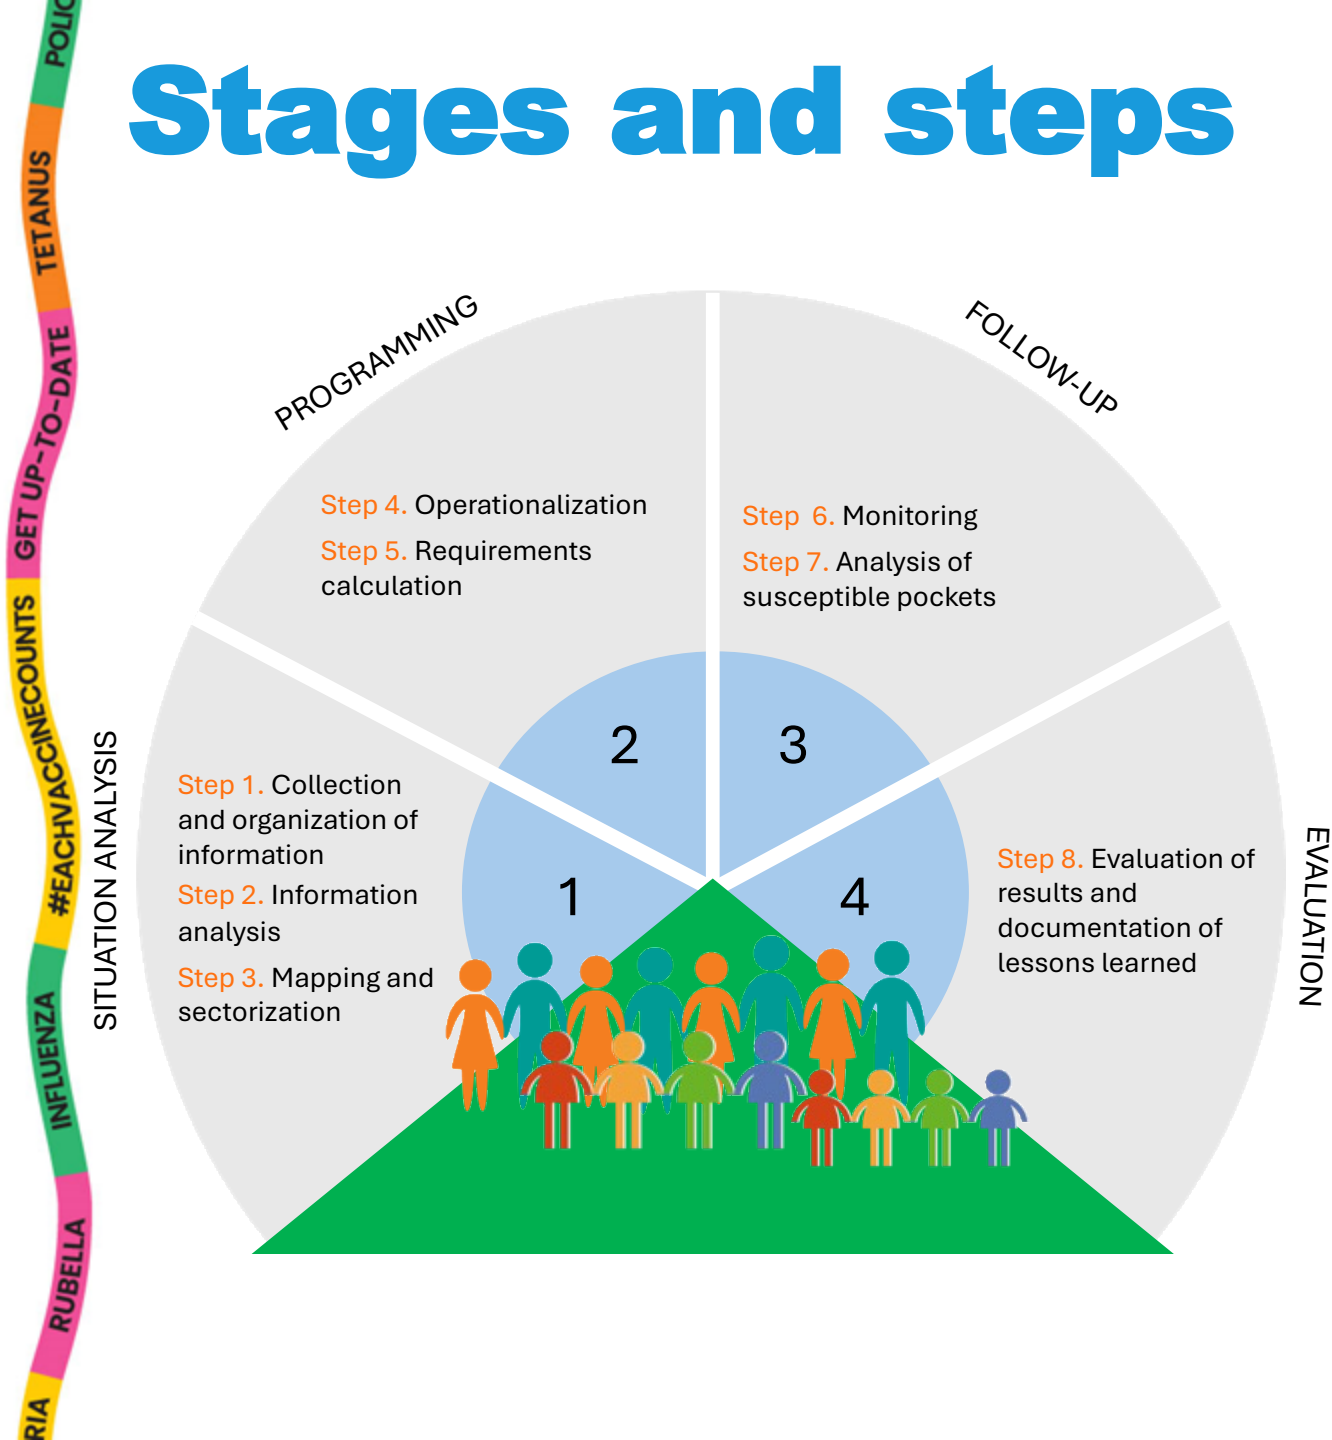 Stages and steps
PROGRAMMING
FOLLOW-UP
Step 4. Operationalization
Step 5. Requirements
calculation
Step  6. Monitoring
Step 7. Analysis of
susceptible pockets
2
3
SITUATION ANALYSIS
Step 1. Collection
and organization of
information
Step 2. Information
analysis
Step 3. Mapping and
sectorization
1
4
Step 8. Evaluation of
results and
documentation of
lessons learned
EVALUATION
TETANUS
GET UP-TO-DATE
#EACHVACCINECOUNTS
INFLUENZA
RUBELLA